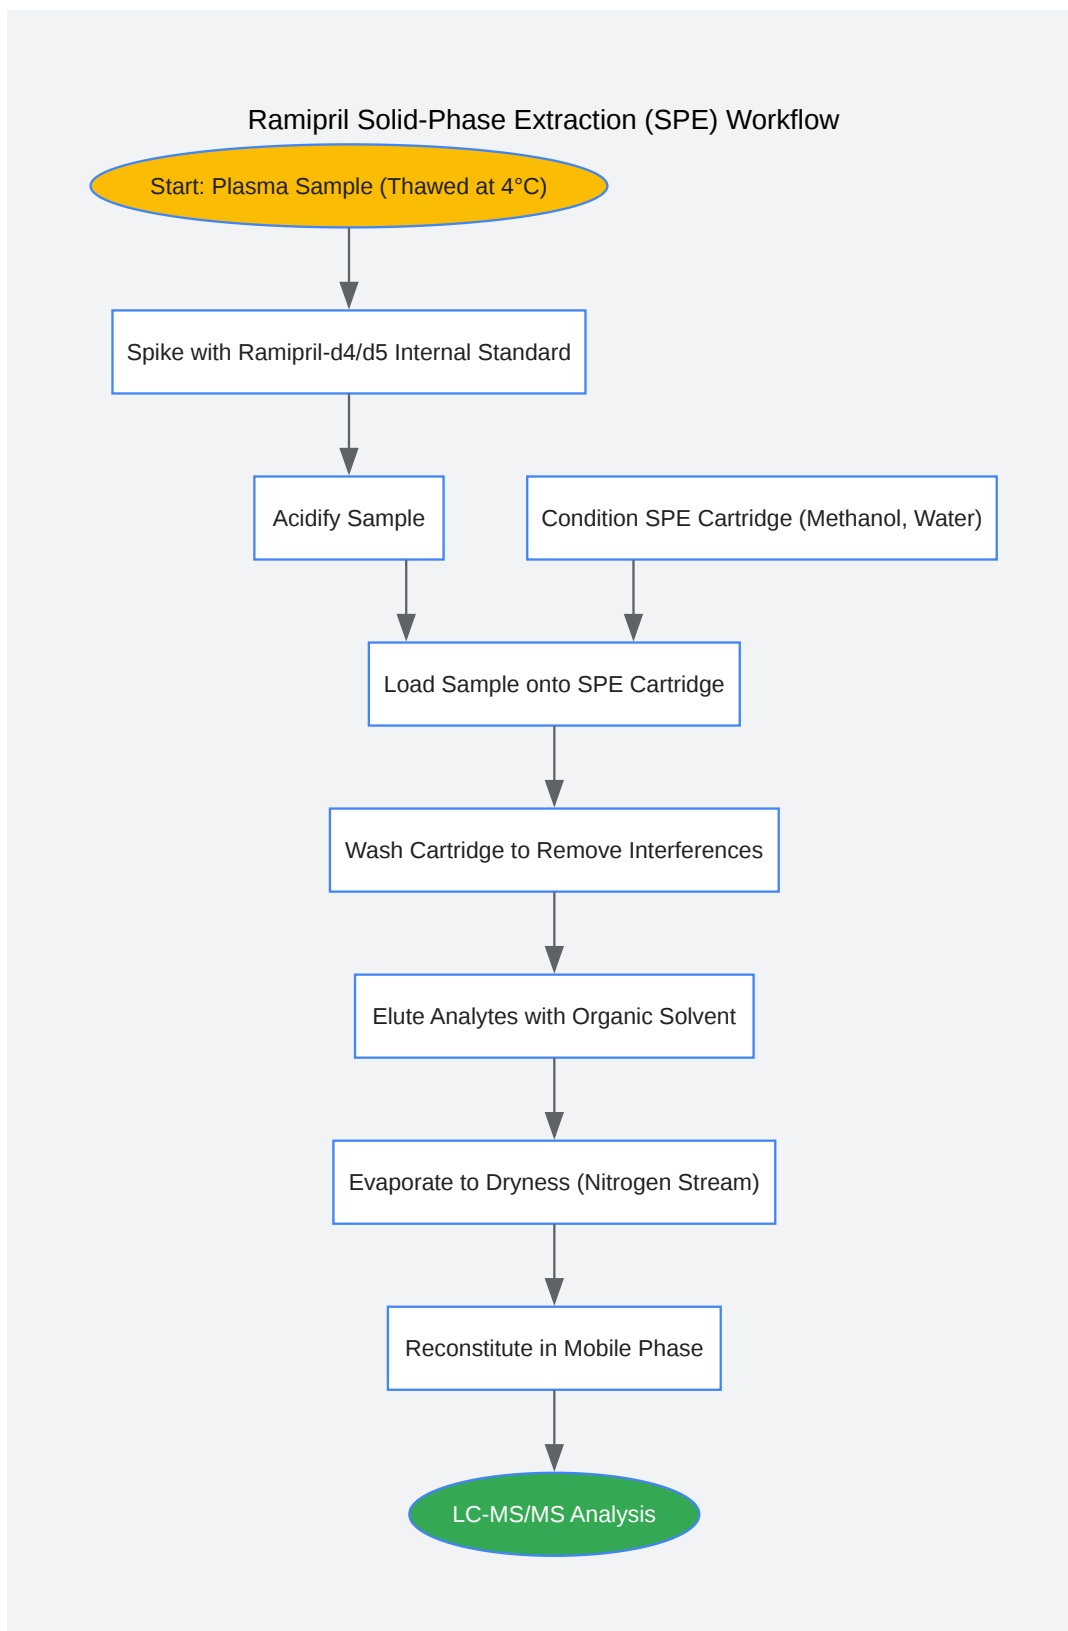 Ramipril Solid-Phase Extraction (SPE) Workflow
Start: Plasma Sample (Thawed at 4°C)
Spike with Ramipril-d4/d5 Internal Standard
Acidify Sample
Condition SPE Cartridge (Methanol, Water)
Load Sample onto SPE Cartridge
Wash Cartridge to Remove Interferences
Elute Analytes with Organic Solvent
Evaporate to Dryness (Nitrogen Stream)
Reconstitute in Mobile Phase
LC-MS/MS Analysis